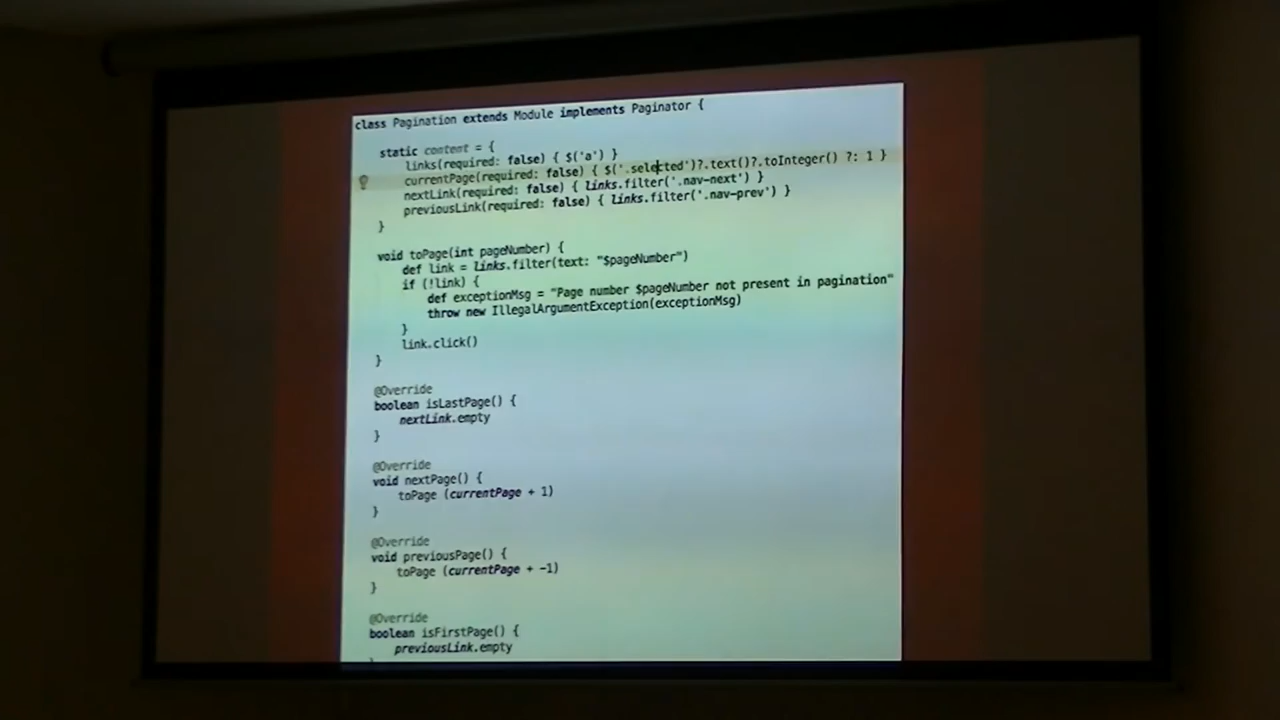 class Pagination extends Module implements Paginator {
static content = {
links(required: false) { $('a') }
currentPage(required: false) { $('.selected')?.text()?.toInteger() ?: 1 }
nextLink(required: false) { links.filter('.nav-next') }
previousLink(required: false) { links.filter('.nav-prev') }
}
void toPage(int pageNumber) {
def link = links.filter(text: "$pageNumber")
if (!link) {
def exceptionMsg = "Page number $pageNumber not present in pagination"
throw new IllegalArgumentException(exceptionMsg)
}
link.click()
}
@Override
boolean isLastPage() {
nextLink.empty
}
@Override
void nextPage() {
toPage (currentPage + 1)
}
@Override
void previousPage() {
toPage (currentPage + -1)
}
@Override
boolean isFirstPage() {
previousLink.empty
}